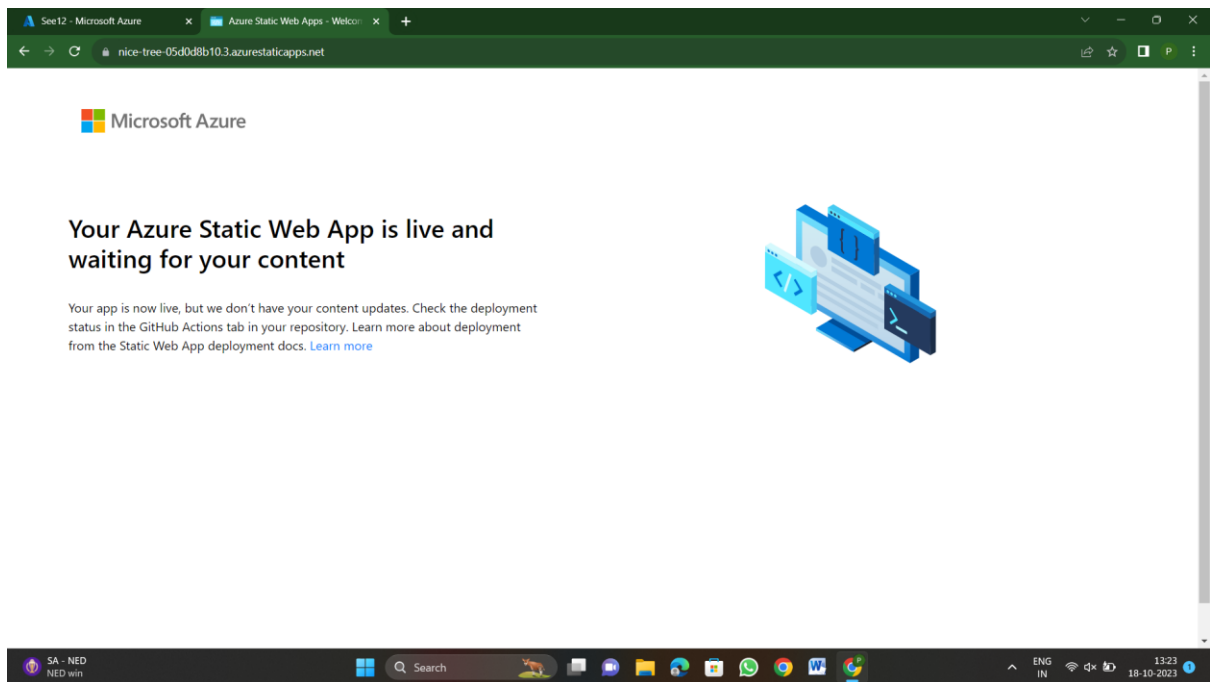 See12 - Microsoft Azure
Azure Static Web Apps - Welcon
nice-tree-05d0d8b10.3.azurestaticapps.net
P
Microsoft Azure
Your Azure Static Web App is live and
waiting for your content
Your app is now live, but we don't have your content updates. Check the deployment
status in the GitHub Actions tab in your repository. Learn more about deployment
from the Static Web App deployment docs. Learn more
{ }
</>
>_
SA - NED
NED win
Search
W
P
ENG
IN
13:23
18-10-2023
1